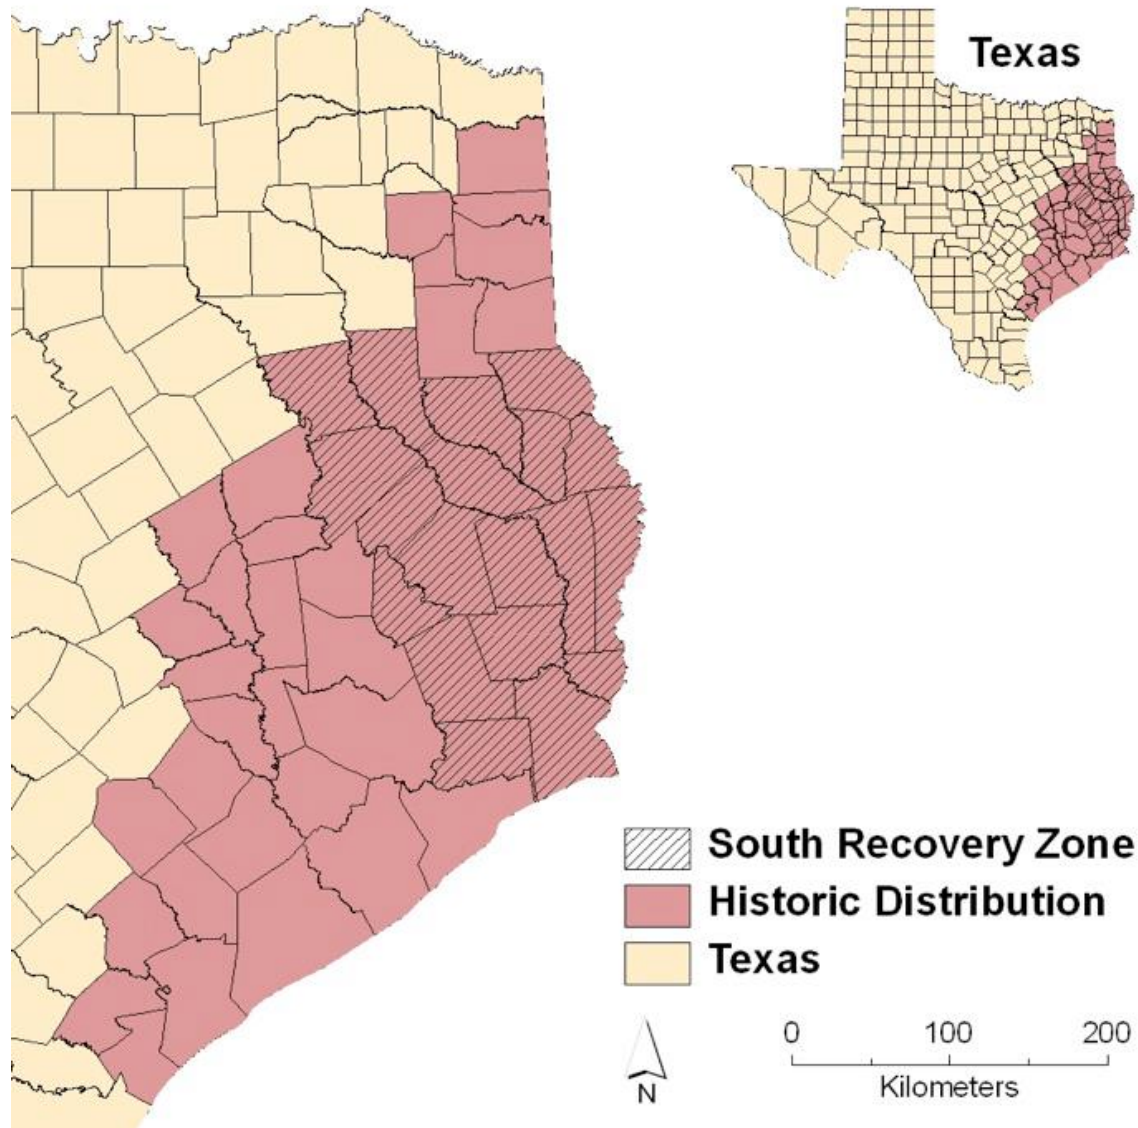 Texas
South Recovery Zone
Historic Distribution
Texas
0 100 200
Kilometers
N